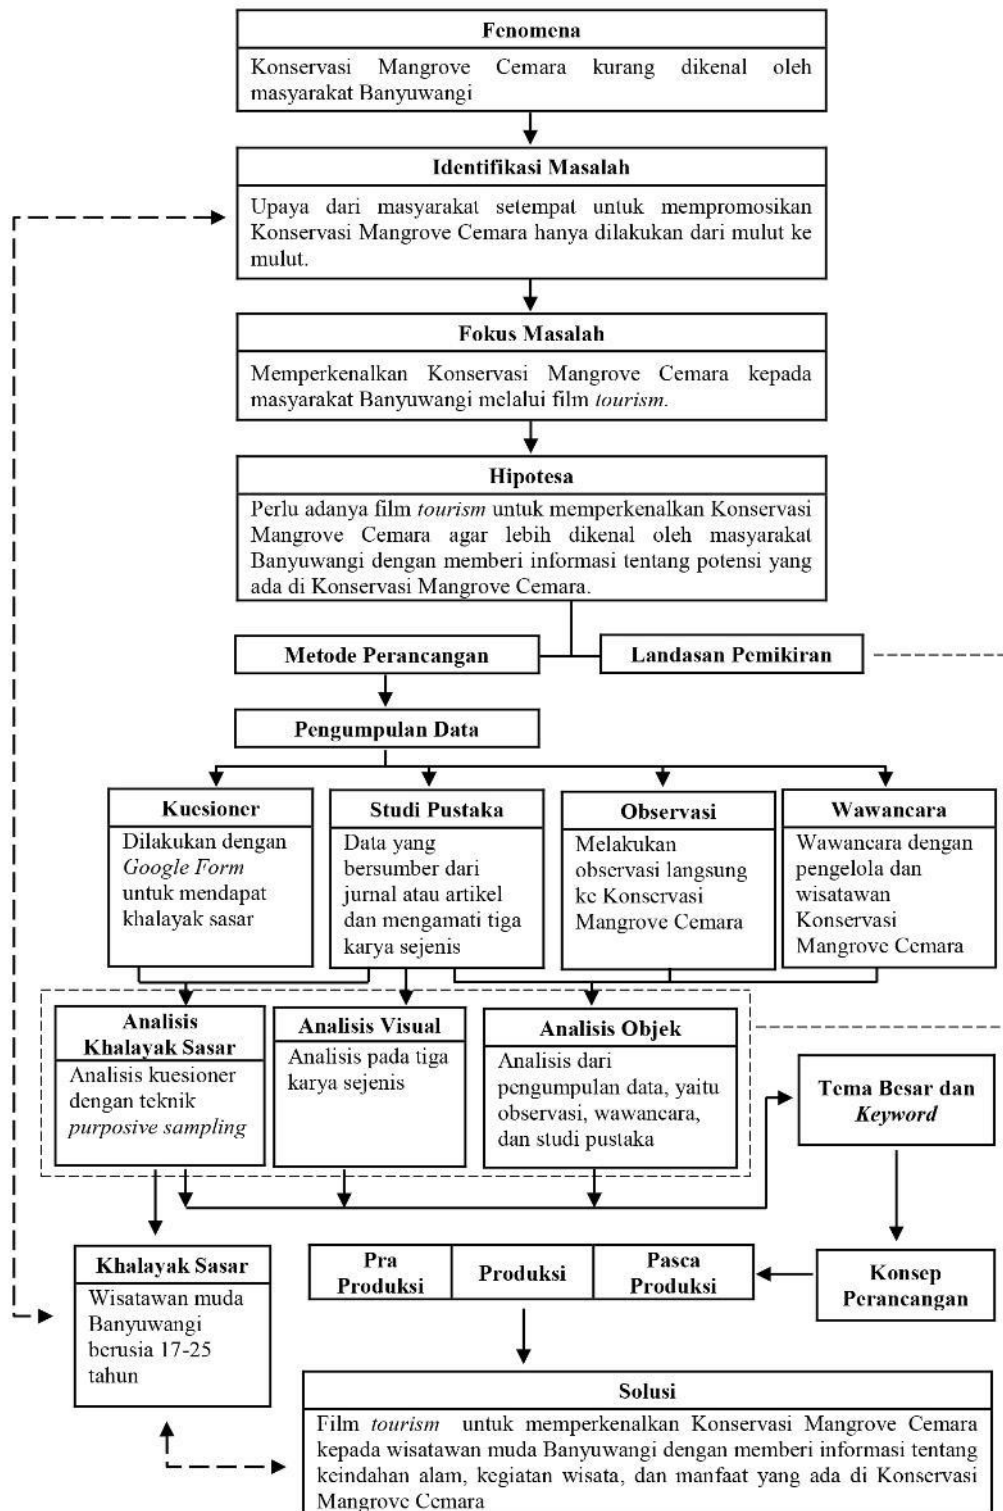 Fenomena
Konservasi Mangrove Cemara kurang dikenal oleh
masyarakat Banyuwangi
Identifikasi Masalah
Upaya dari masyarakat setempat untuk mempromosikan
Konservasi Mangrove Cemara hanya dilakukan dari mulut ke
mulut.
Fokus Masalah
Memperkenalkan Konservasi Mangrove Cemara kepada
masyarakat Banyuwangi melalui film tourism.
Hipotesa
Perlu adanya film tourism untuk memperkenalkan Konservasi
Mangrove Cemara agar lebih dikenal oleh masyarakat
Banyuwangi dengan memberi informasi tentang potensi yang
ada di Konservasi Mangrove Cemara.
Metode Perancangan
Landasan Pemikiran
Pengumpulan Data
Kuesioner
Dilakukan dengan
Google Form
untuk mendapat
khalayak sasar
Studi Pustaka
Data yang
bersumber dari
jurnal atau artikel
dan mengamati tiga
karya sejenis
Observasi
Melakukan
observasi langsung
ke Konservasi
Mangrove Cemara
Wawancara
Wawancara dengan
pengelola dan
wisatawan
Konservasi
Mangrove Cemara
Analisis
Khalayak Sasar
Analisis kuesioner
dengan teknik
purposive sampling
Analisis Visual
Analisis pada tiga
karya sejenis
Analisis Objek
Analisis dari
pengumpulan data, yaitu
observasi, wawancara,
dan studi pustaka
Tema Besar dan
Keyword
Khalayak Sasar
Wisatawan muda
Banyuwangi
berusia 17-25
tahun
Pra
Produksi
Produksi
Pasca
Produksi
Konsep
Perancangan
Solusi
Film tourism untuk memperkenalkan Konservasi Mangrove Cemara
kepada wisatawan muda Banyuwangi dengan memberi informasi tentang
keindahan alam, kegiatan wisata, dan manfaat yang ada di Konservasi
Mangrove Cemara